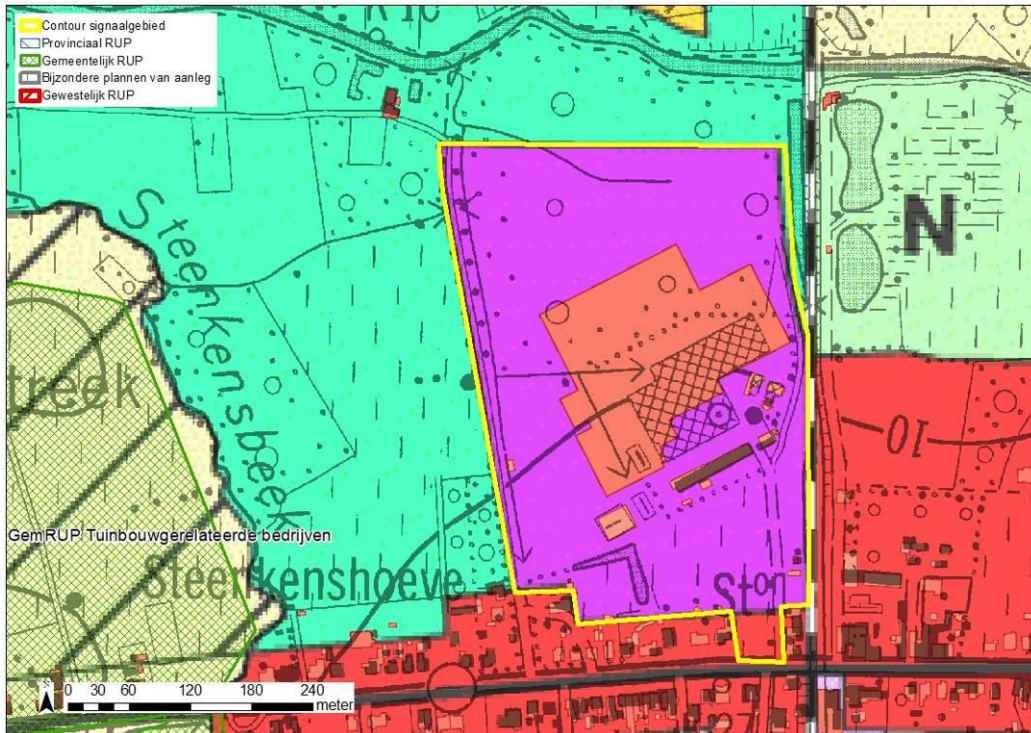 Contour signaalgebied
Provinciaal RUP
Gemeentelijk RUP
Bijzondere plannen van aanleg
Gewestelijk RUP
N
Steenkensbeek
treek
10
GemRUP Tuinbouwgerelateerde bedrijven
Steenkenshoeve
Stᵒⁿ
N
0 30 60 120 180 240
meter